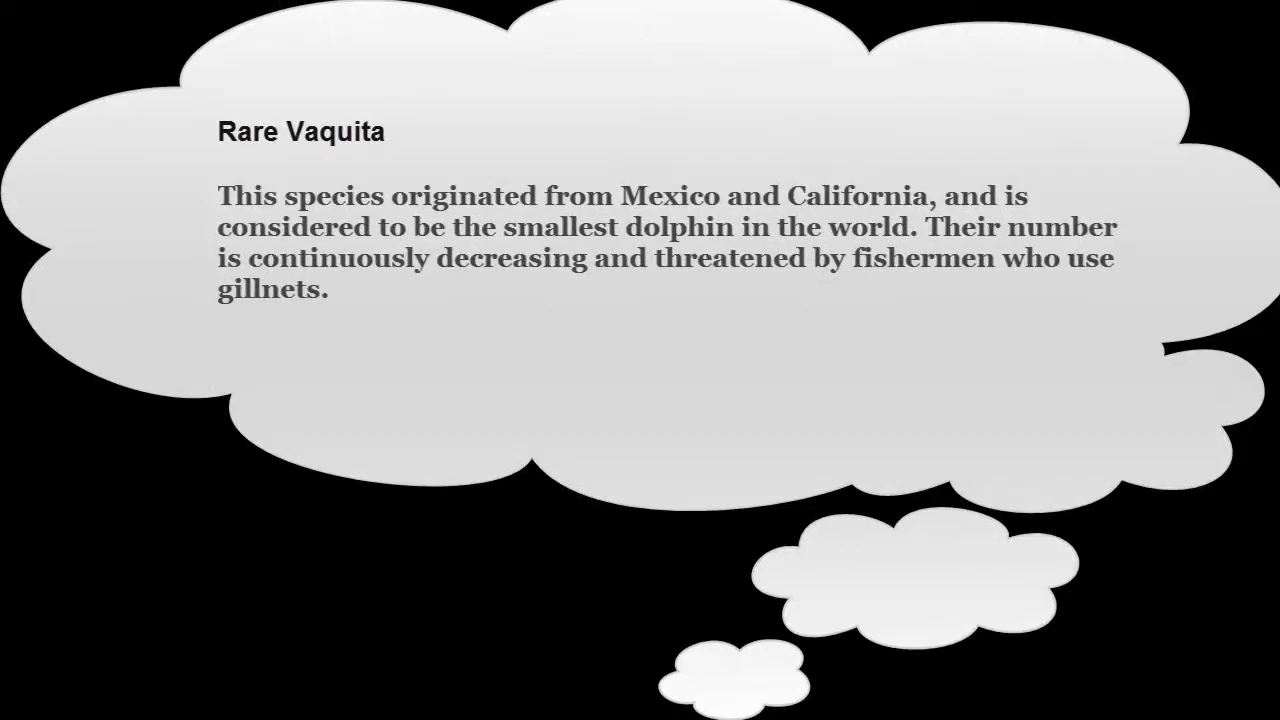 Rare Vaquita
This species originated from Mexico and California, and is
considered to be the smallest dolphin in the world. Their number
is continuously decreasing and threatened by fishermen who use
gillnets.